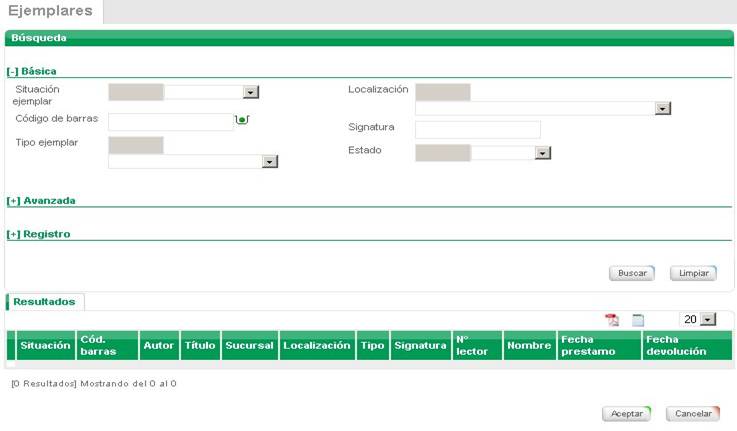 Ejemplares
Búsqueda
[-] Básica
Situación ejemplar
Localización
Código de barras
Signatura
Tipo ejemplar
Estado
[+] Avanzada
[+] Registro
Buscar Limpiar
Resultados
20
Situación Cód. barras Autor Título Sucursal Localización Tipo Signatura Nº lector Nombre Fecha prestamo Fecha devolución
[0 Resultados] Mostrando del 0 al 0
Aceptar Cancelar